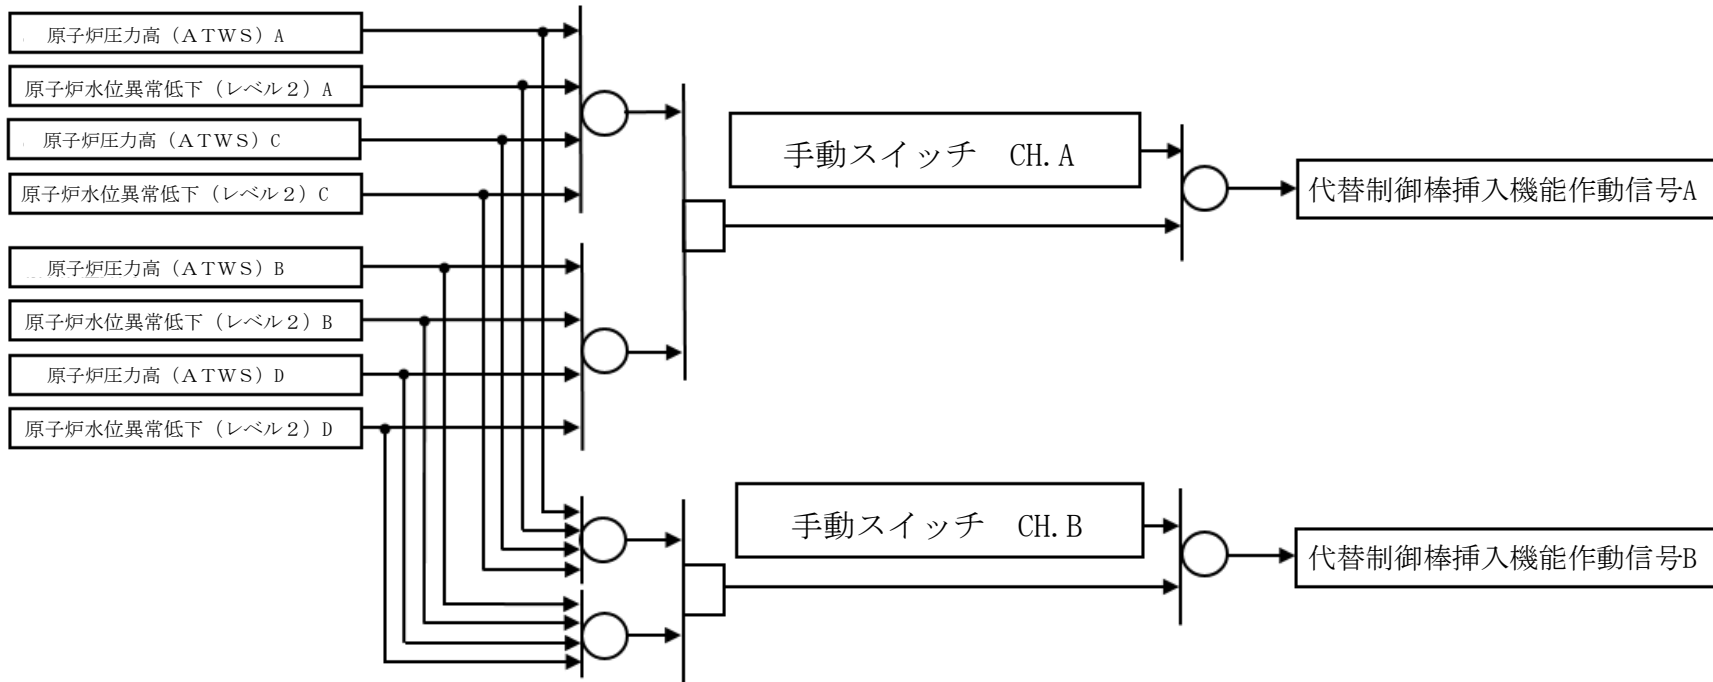 原子炉圧力高（ＡＴＷＳ）A
原子炉水位異常低下（レベル２）A
原子炉圧力高（ＡＴＷＳ）C
原子炉水位異常低下（レベル２）C
原子炉圧力高（ＡＴＷＳ）B
原子炉水位異常低下（レベル２）B
原子炉圧力高（ＡＴＷＳ）D
原子炉水位異常低下（レベル２）D
手動スイッチ　CH.A
代替制御棒挿入機能作動信号A
手動スイッチ　CH.B
代替制御棒挿入機能作動信号B